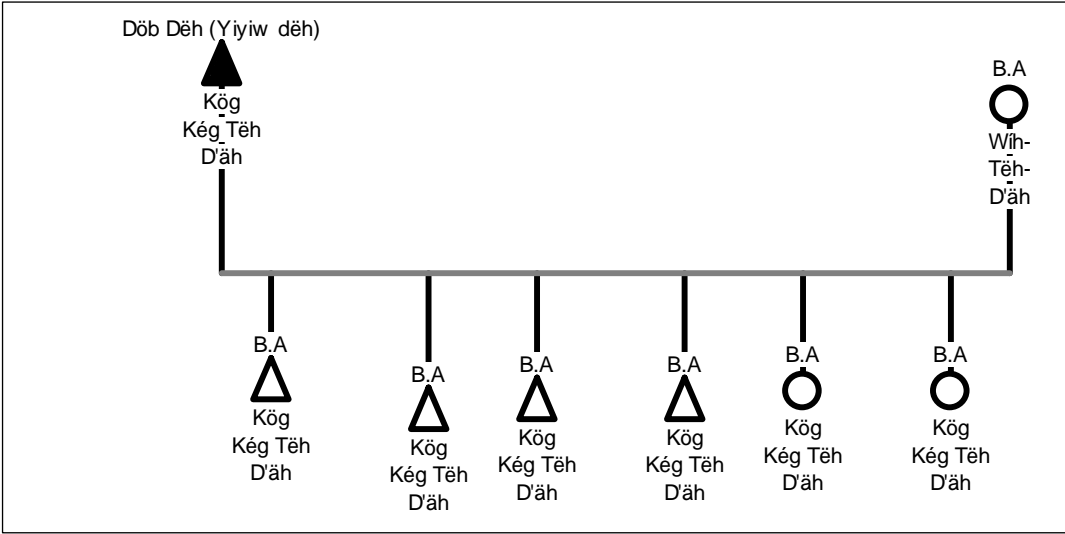 Döb Dëh (Yiyiw dëh)
Kög
Kég Tëh
D'äh
B.A
Wíh-
Tëh-
D'äh
B.A
Kög
Kég Tëh
D'äh
B.A
Kög
Kég Tëh
D'äh
B.A
Kög
Kég Tëh
D'äh
B.A
Kög
Kég Tëh
D'äh
B.A
Kög
Kég Tëh
D'äh
B.A
Kög
Kég Tëh
D'äh